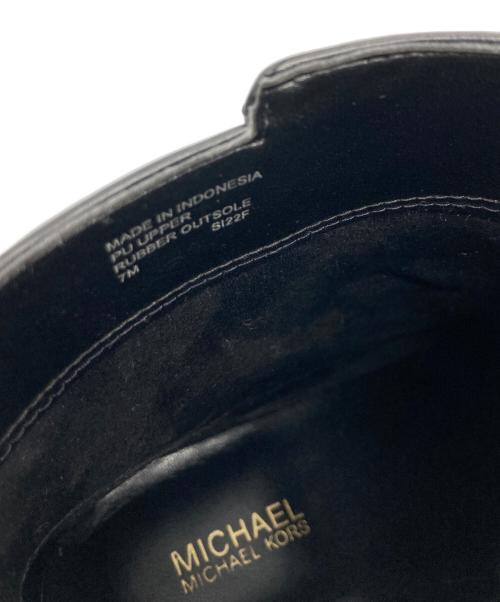 MADE IN INDONESIA
PU UPPER
RUBBER OUTSOLE
SI22F
7M
MICHAEL
MICHAEL KORS